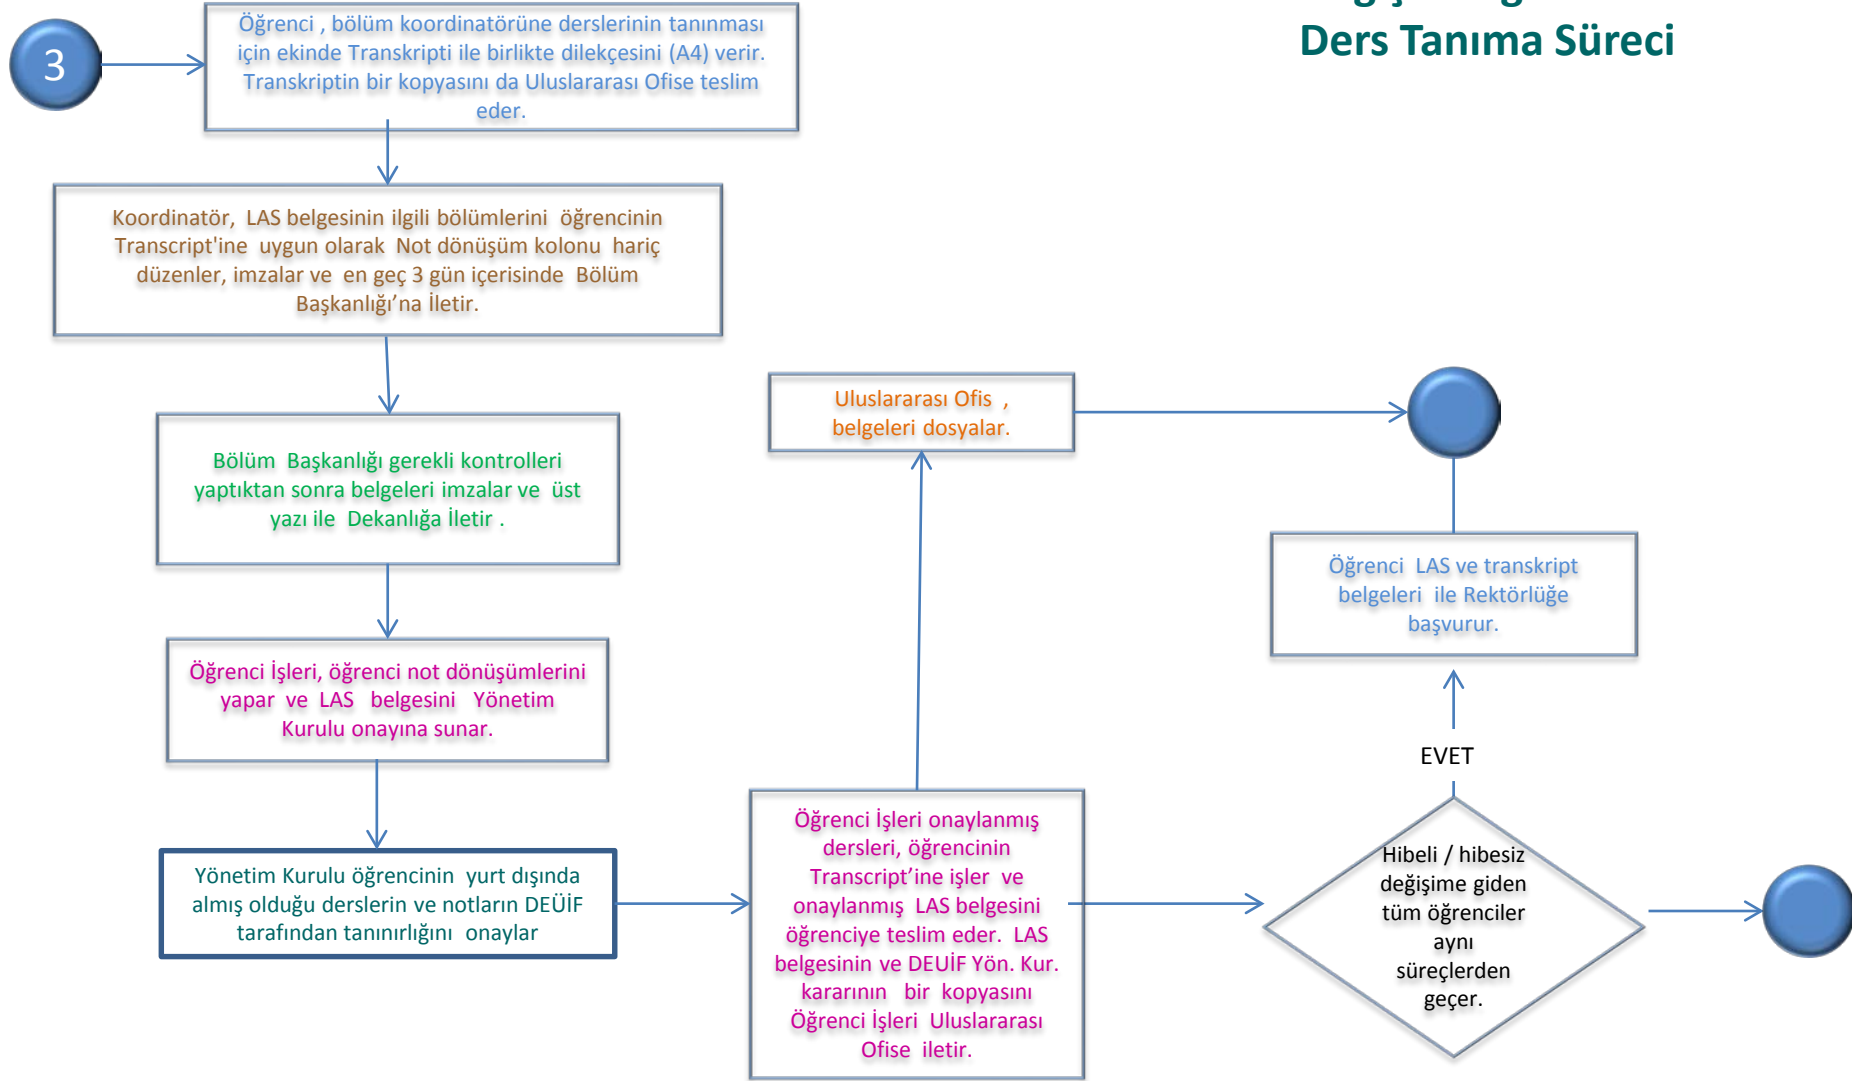 Ders Tanıma Süreci
3
Öğrenci , bölüm koordinatörüne derslerinin tanınması
için ekinde Transkripti ile birlikte dilekçesini (A4) verir.
Transkriptin bir kopyasını da Uluslararası Ofise teslim
eder.
Koordinatör, LAS belgesinin ilgili bölümlerini öğrencinin
Transcript'ine uygun olarak Not dönüşüm kolonu hariç
düzenler, imzalar ve en geç 3 gün içerisinde Bölüm
Başkanlığı’na İletir.
Bölüm Başkanlığı gerekli kontrolleri
yaptıktan sonra belgeleri imzalar ve üst
yazı ile Dekanlığa İletir .
Öğrenci İşleri, öğrenci not dönüşümlerini
yapar ve LAS belgesini Yönetim
Kurulu onayına sunar.
Yönetim Kurulu öğrencinin yurt dışında
almış olduğu derslerin ve notların DEÜİF
tarafından tanınırlığını onaylar
Uluslararası Ofis ,
belgeleri dosyalar.
Öğrenci İşleri onaylanmış
dersleri, öğrencinin
Transcript’ine işler ve
onaylanmış LAS belgesini
öğrenciye teslim eder. LAS
belgesinin ve DEUİF Yön. Kur.
kararının bir kopyasını
Öğrenci İşleri Uluslararası
Ofise iletir.
Öğrenci LAS ve transkript
belgeleri ile Rektörlüğe
başvurur.
EVET
Hibeli / hibesiz
değişime giden
tüm öğrenciler
aynı
süreçlerden
geçer.